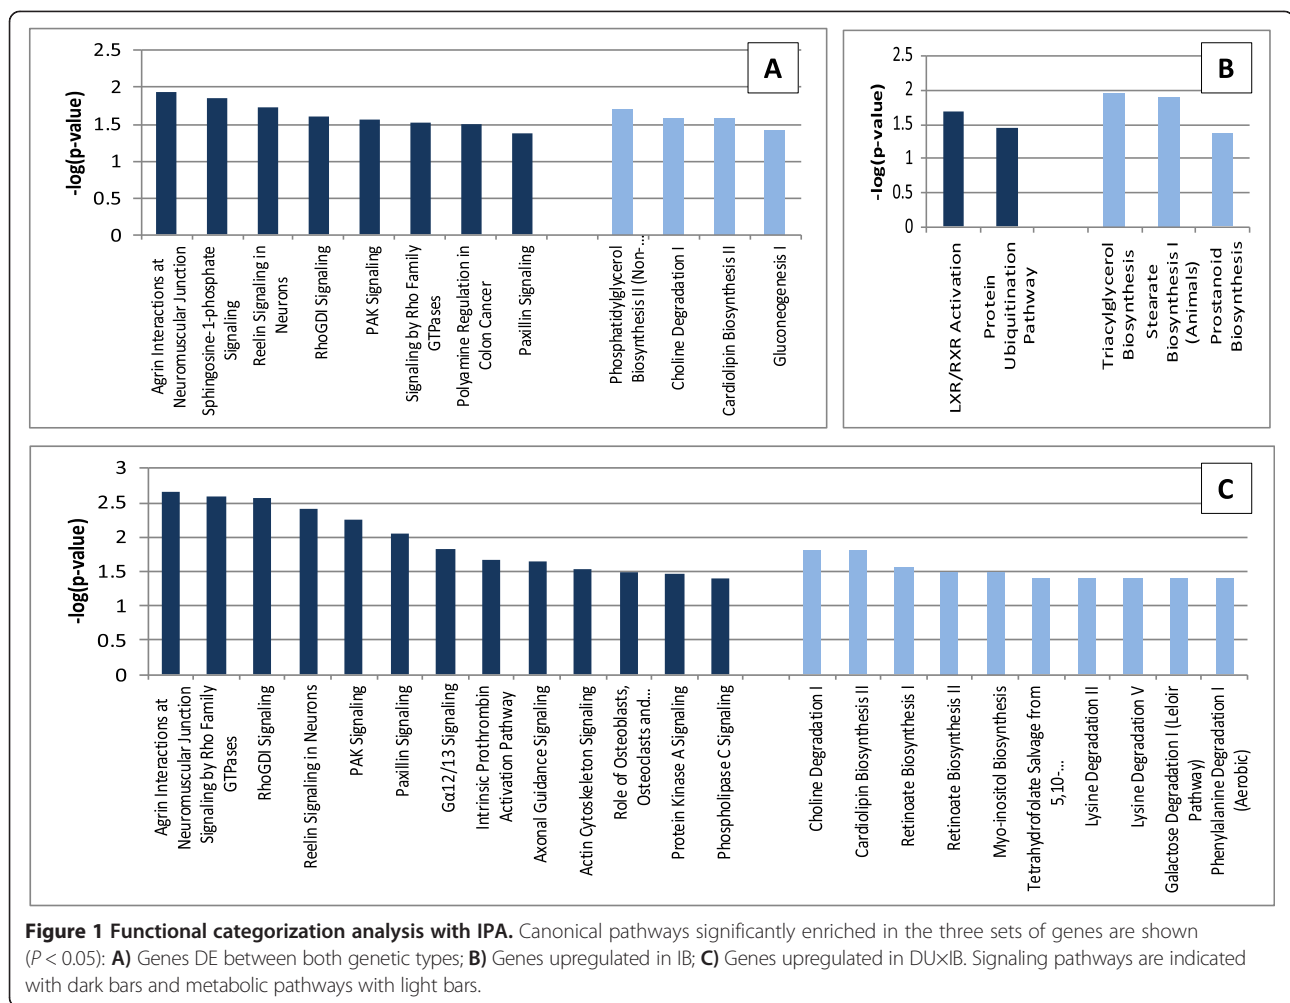 A
-log(p-value)
2.5
2
1.5
1
0.5
0
Agrin Interactions at
Neuromuscular Junction
Sphingosine-1-phosphate
Signaling
Reelin Signaling in
Neurons
RhoGDI Signaling
PAK Signaling
Signaling by Rho Family
GTPases
Polyamine Regulation in
Colon Cancer
Paxillin Signaling
Phosphatidylglycerol
Biosynthesis II (Non-...
Choline Degradation I
Cardiolipin Biosynthesis II
Gluconeogenesis I
B
-log(p-value)
2.5
2
1.5
1
0.5
0
LXR/RXR Activation
Protein
Ubiquitination
Pathway
Triacylglycerol
Biosynthesis
Stearate
Biosynthesis I
(Animals)
Prostanoid
Biosynthesis
C
-log(p-value)
3
2.5
2
1.5
1
0.5
0
Agrin Interactions at
Neuromuscular Junction
Signaling by Rho Family
GTPases
RhoGDI Signaling
Reelin Signaling in Neurons
PAK Signaling
Paxillin Signaling
Gα12/13 Signaling
Intrinsic Prothrombin
Activation Pathway
Axonal Guidance Signaling
Actin Cytoskeleton Signaling
Role of Osteoblasts,
Osteoclasts and...
Protein Kinase A Signaling
Phospholipase C Signaling
Choline Degradation I
Cardiolipin Biosynthesis II
Retinoate Biosynthesis I
Retinoate Biosynthesis II
Myo-inositol Biosynthesis
Tetrahydrofolate Salvage from
5,10-...
Lysine Degradation II
Lysine Degradation V
Galactose Degradation I (Leloir
Pathway)
Phenylalanine Degradation I
(Aerobic)
Figure 1 Functional categorization analysis with IPA. Canonical pathways significantly enriched in the three sets of genes are shown
(P < 0.05): A) Genes DE between both genetic types; B) Genes upregulated in IB; C) Genes upregulated in DU×IB. Signaling pathways are indicated
with dark bars and metabolic pathways with light bars.